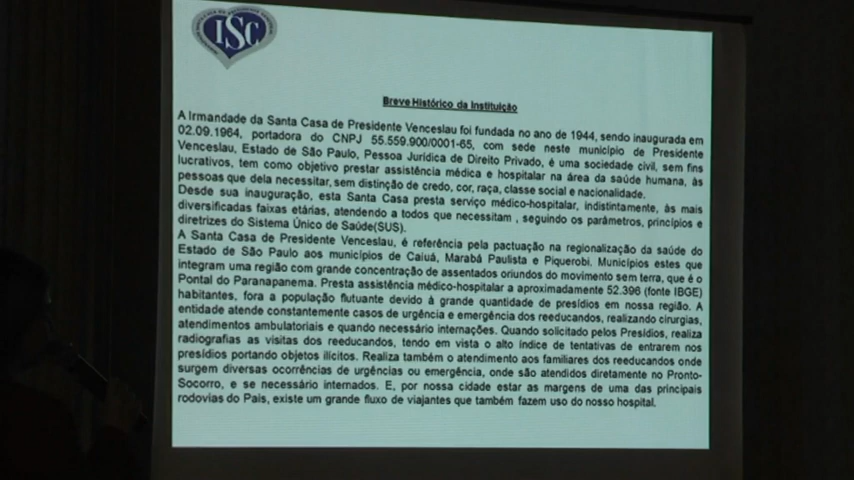 ISC
Breve Histórico da Instituição
A Irmandade da Santa Casa de Presidente Venceslau foi fundada no ano de 1944, sendo inaugurada em
02.09.1964, portadora do CNPJ 55.559.900/0001-65, com sede neste município de Presidente
Venceslau, Estado de São Paulo, Pessoa Jurídica de Direito Privado, é uma sociedade civil, sem fins
lucrativos, tem como objetivo prestar assistência médica e hospitalar na área da saúde humana, às
pessoas que dela necessitar, sem distinção de credo, cor, raça, classe social e nacionalidade.
Desde sua inauguração, esta Santa Casa presta serviço médico-hospitalar, indistintamente, às mais
diversificadas faixas etárias, atendendo a todos que necessitam , seguindo os parâmetros, princípios e
diretrizes do Sistema Único de Saúde(SUS).
A Santa Casa de Presidente Venceslau, é referência pela pactuação na regionalização da saúde do
Estado de São Paulo aos municípios de Caiuá, Marabá Paulista e Piquerobi. Municípios estes que
integram uma região com grande concentração de assentados oriundos do movimento sem terra, que é o
Pontal do Paranapanema. Presta assistência médico-hospitalar a aproximadamente 52.396 (fonte IBGE)
habitantes, fora a população flutuante devido à grande quantidade de presídios em nossa região. A
entidade atende constantemente casos de urgência e emergência dos reeducandos, realizando cirurgias,
atendimentos ambulatoriais e quando necessário internações. Quando solicitado pelos Presídios, realiza
radiografias as visitas dos reeducandos, tendo em vista o alto índice de tentativas de entrarem nos
presídios portando objetos ilícitos. Realiza também o atendimento aos familiares dos reeducandos onde
surgem diversas ocorrências de urgências ou emergência, onde são atendidos diretamente no Pronto-
Socorro, e se necessário internados. E, por nossa cidade estar as margens de uma das principais
rodovias do País, existe um grande fluxo de viajantes que também fazem uso do nosso hospital.